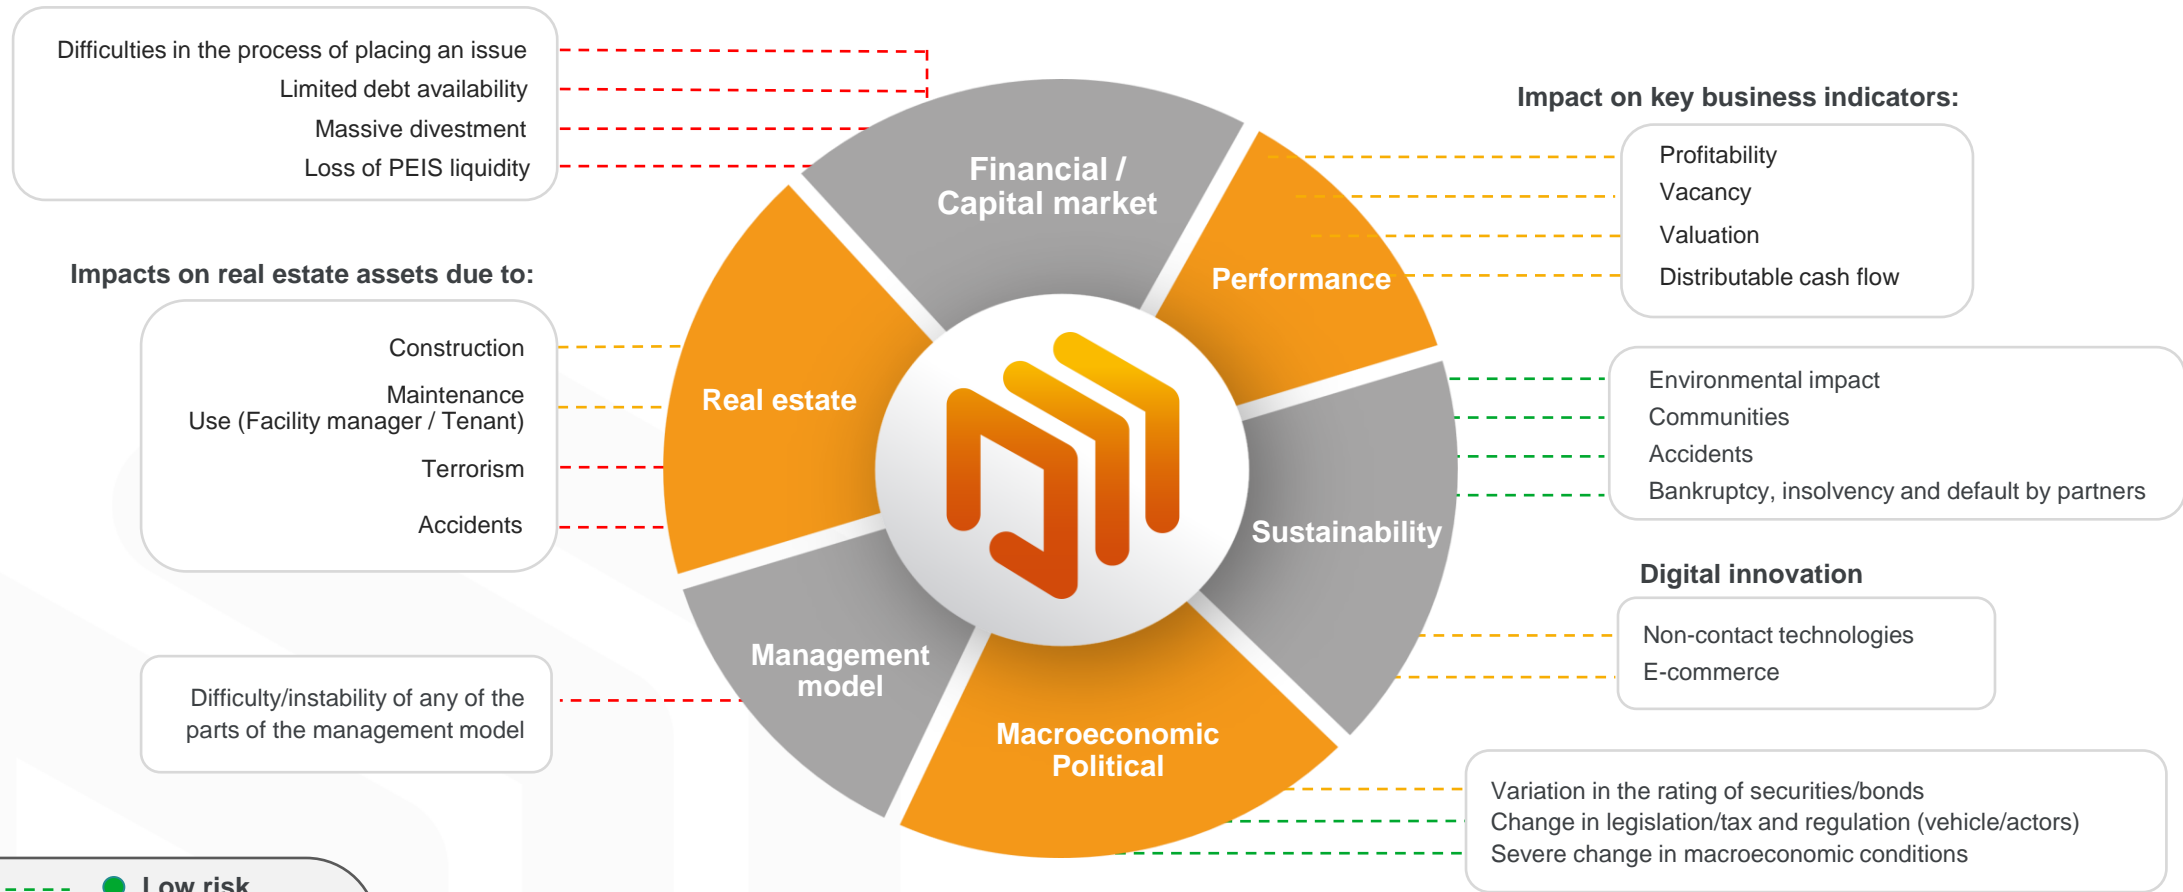 Difficulties in the process of placing an issue
Limited debt availability
Massive divestment
Loss of PEIS liquidity
Financial /
Capital market
Impact on key business indicators:
Profitability
Vacancy
Valuation
Distributable cash flow
Performance
Impacts on real estate assets due to:
Construction
Maintenance
Use (Facility manager / Tenant)
Terrorism
Accidents
Real estate
Environmental impact
Communities
Accidents
Bankruptcy, insolvency and default by partners
Sustainability
Digital innovation
Non-contact technologies
E-commerce
Management
model
Difficulty/instability of any of the
parts of the management model
Macroeconomic
Political
Variation in the rating of securities/bonds
Change in legislation/tax and regulation (vehicle/actors)
Severe change in macroeconomic conditions
Low risk